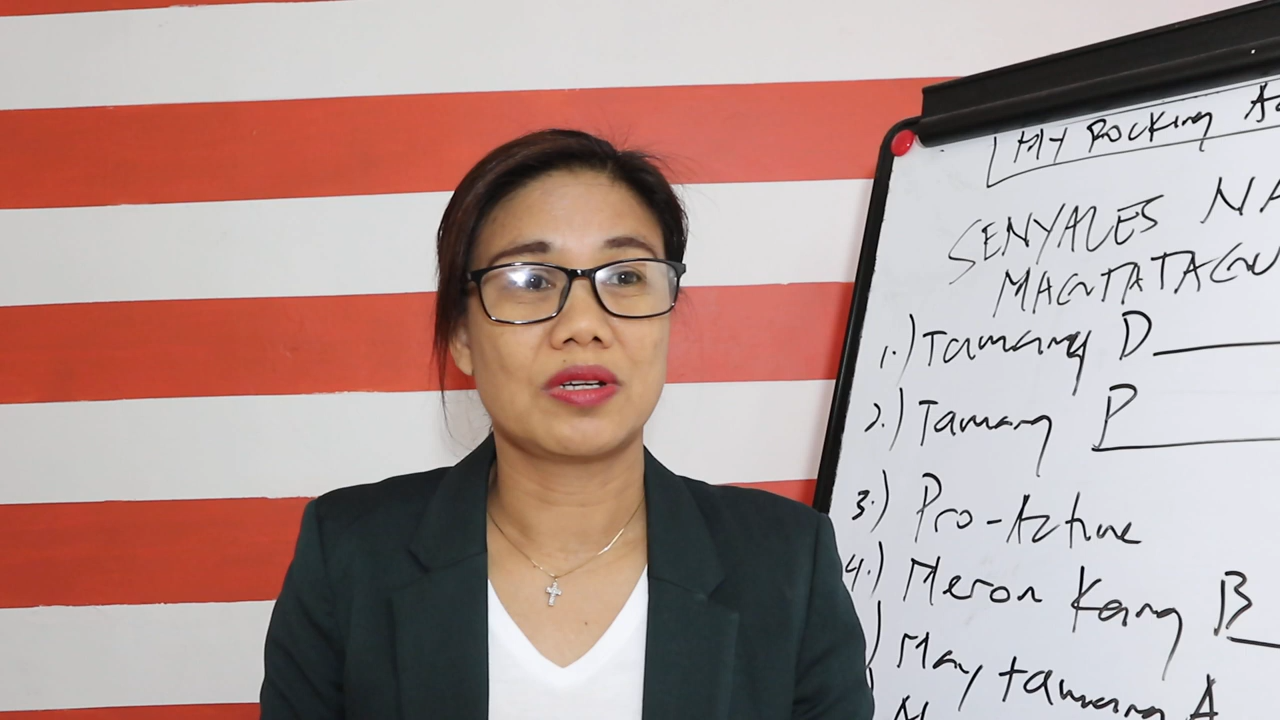 MY ROCKING
SENYALES NA
MAGTATAGU
1.) Tamang D
2.) Tamang P
3.) Pro-Active
4.) Meron Kang B
) May tamang A